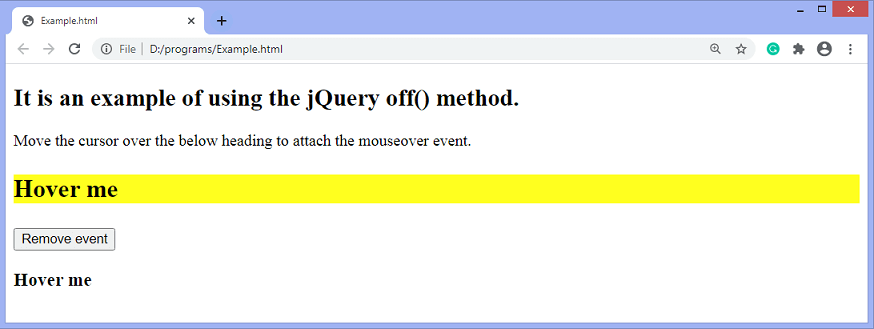 Example.html
File D:/programs/Example.html
It is an example of using the jQuery off() method.
Move the cursor over the below heading to attach the mouseover event.
Hover me
Remove event
Hover me